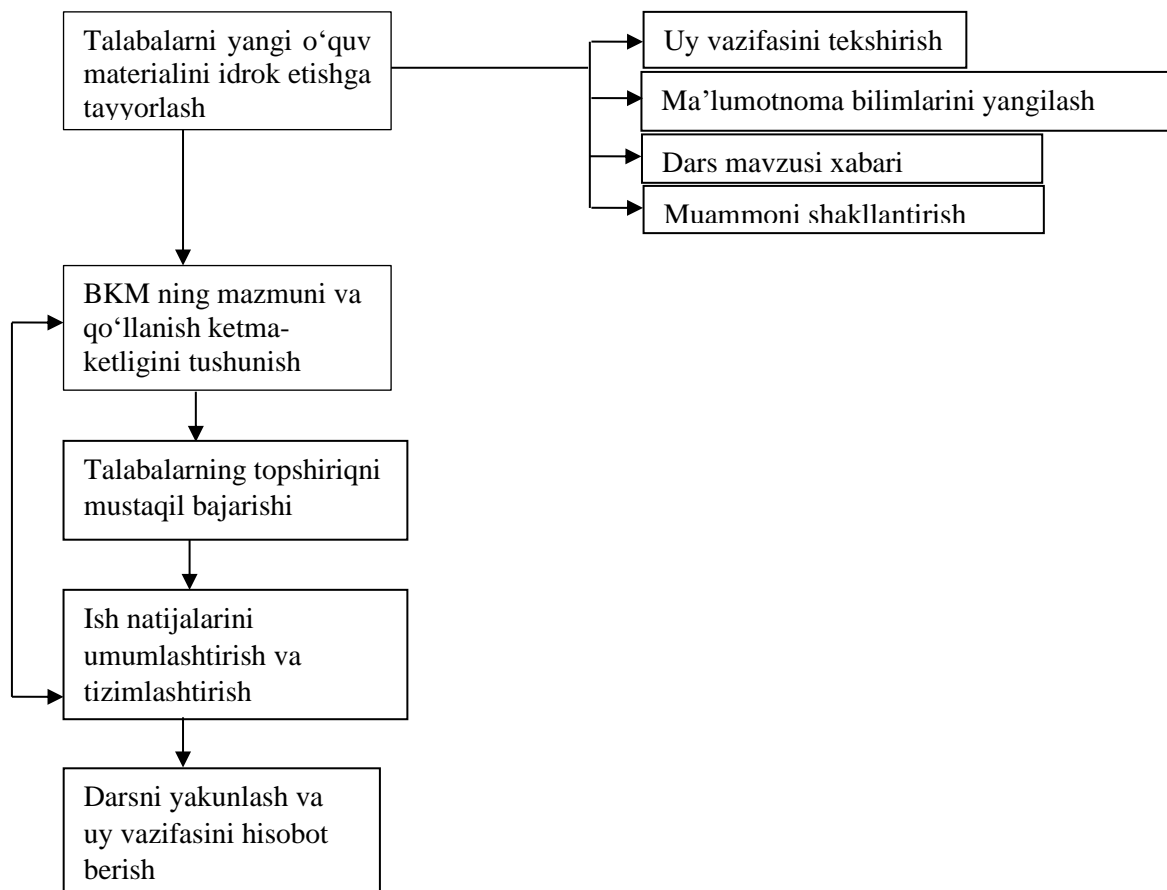 Talabalarni yangi o‘quv
materialini idrok etishga
tayyorlash
Uy vazifasini tekshirish
Ma’lumotnoma bilimlarini yangilash
Dars mavzusi xabari
Muammoni shakllantirish
BKM ning mazmuni va
qo‘llanish ketma-
ketligini tushunish
Talabalarning topshiriqni
mustaqil bajarishi
Ish natijalarini
umumlashtirish va
tizimlashtirish
Darsni yakunlash va
uy vazifasini hisobot
berish